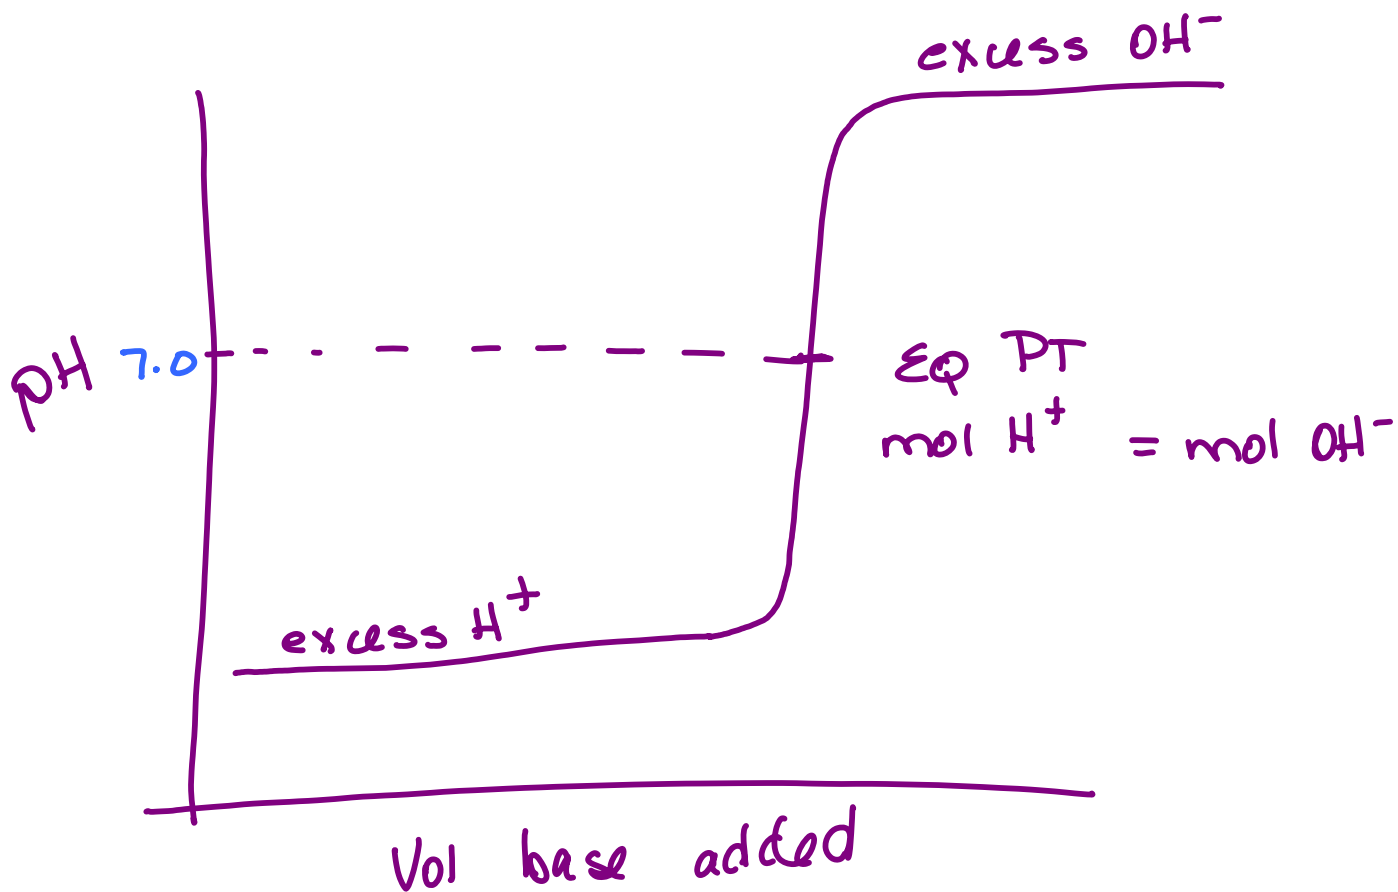 excess OH⁻
pH 7.0
EQ PT
mol H⁺ = mol OH⁻
excess H⁺
Vol base added